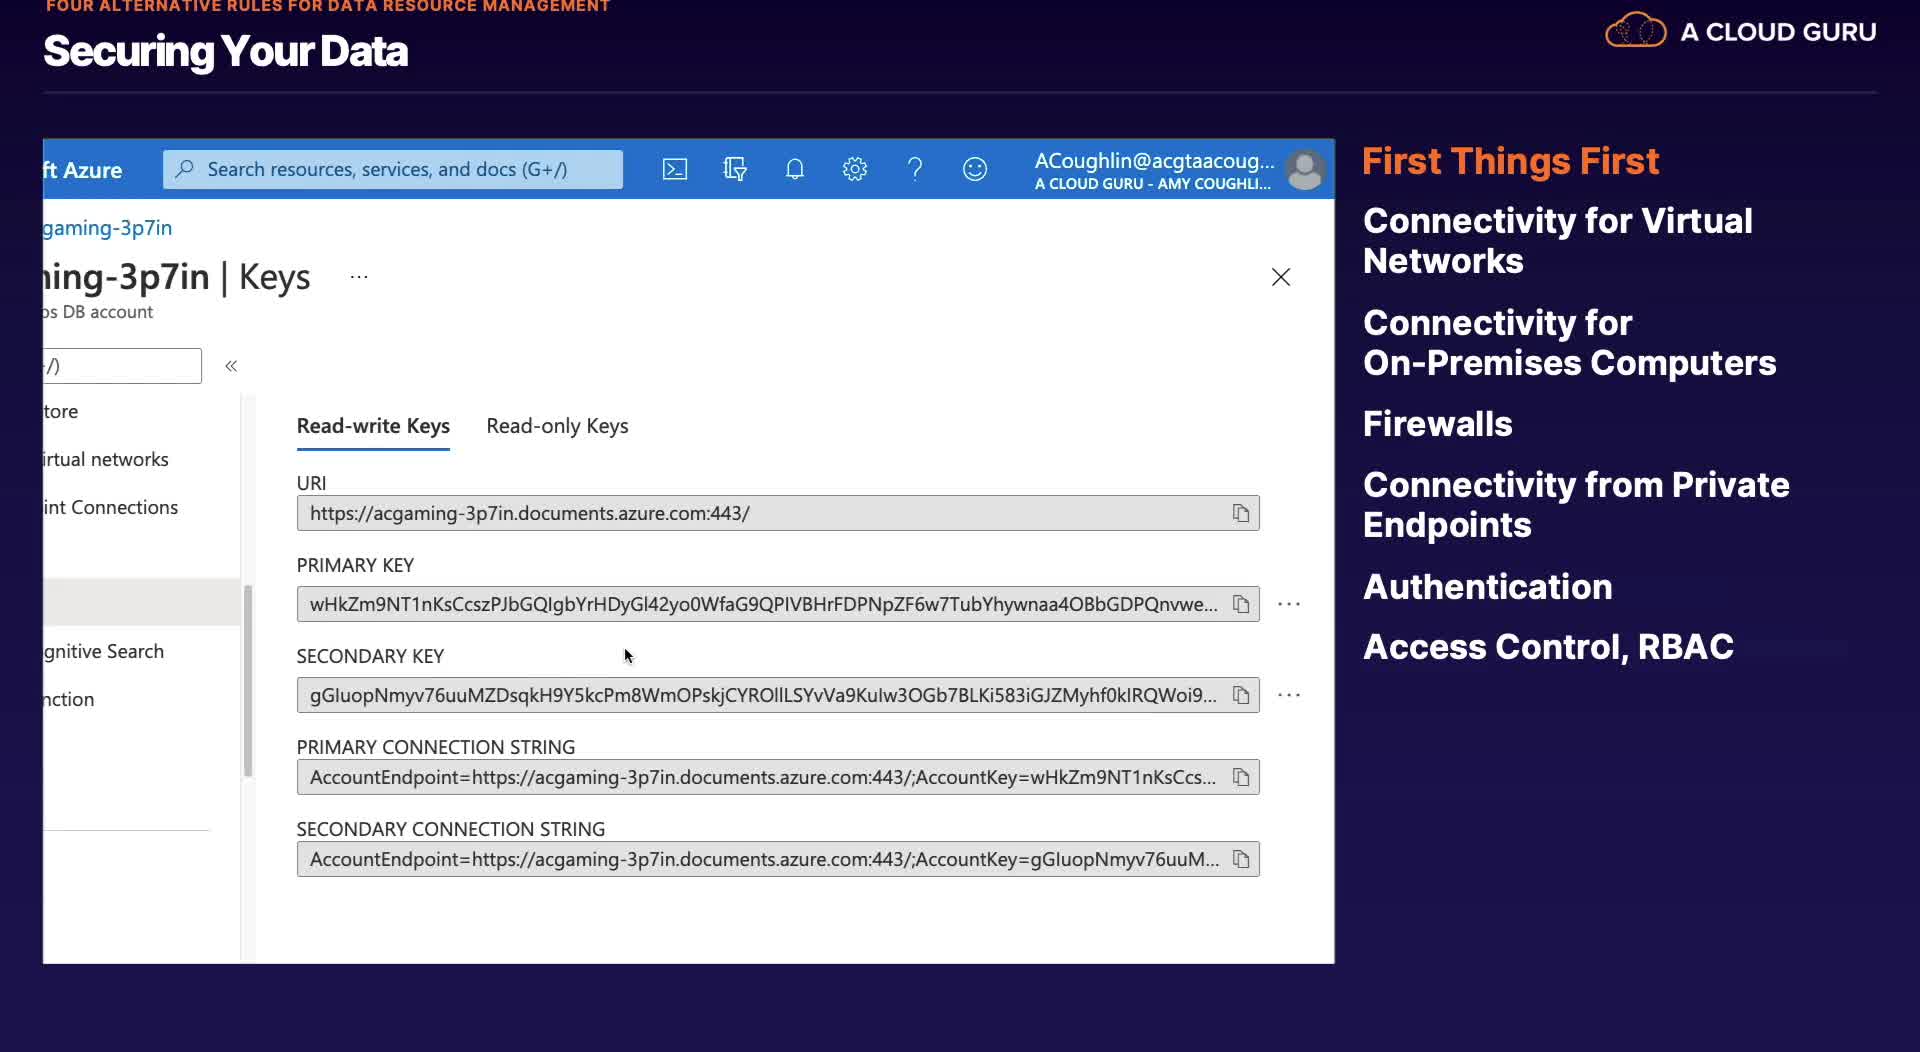 FOUR ALTERNATIVE RULES FOR DATA RESOURCE MANAGEMENT
Securing Your Data
A CLOUD GURU
ft Azure
Search resources, services, and docs (G+/)
ACoughlin@acgtaacoug...
A CLOUD GURU - AMY COUGHLI...
gaming-3p7in
ning-3p7in | Keys ...
os DB account
+/)
«
tore
irtual networks
int Connections
gnitive Search
nction
Read-write Keys Read-only Keys
URI
https://acgaming-3p7in.documents.azure.com:443/
PRIMARY KEY
wHkZm9NT1nKsCcszPJbGQIgbYrHDyGl42yo0WfaG9QPIVBHrFDPNpZF6w7TubYhywnaa4OBbGDPQnvwe...
SECONDARY KEY
gGluopNmyv76uuMZDsqkH9Y5kcPm8WmOPskjCYROllLSYvVa9KuIw3OGb7BLKi583iGJZMyhf0kIRQWoi9...
PRIMARY CONNECTION STRING
AccountEndpoint=https://acgaming-3p7in.documents.azure.com:443/;AccountKey=wHkZm9NT1nKsCcs...
SECONDARY CONNECTION STRING
AccountEndpoint=https://acgaming-3p7in.documents.azure.com:443/;AccountKey=gGluopNmyv76uuM...
First Things First
Connectivity for Virtual
Networks
Connectivity for
On-Premises Computers
Firewalls
Connectivity from Private
Endpoints
Authentication
Access Control, RBAC